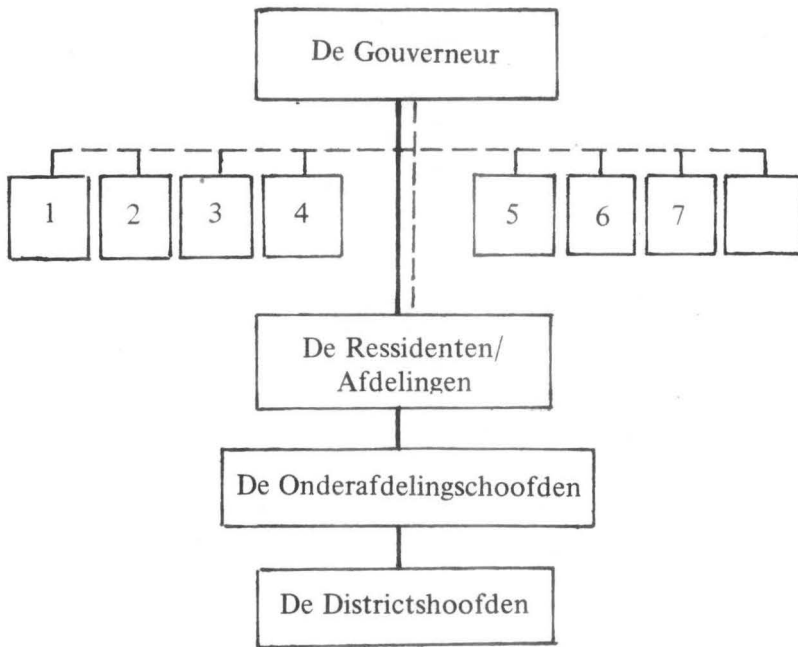 De Gouverneur
1 2 3 4 5 6 7
De Ressidenten/
Afdelingen
De Onderafdelingschoofden
De Districtshoofden